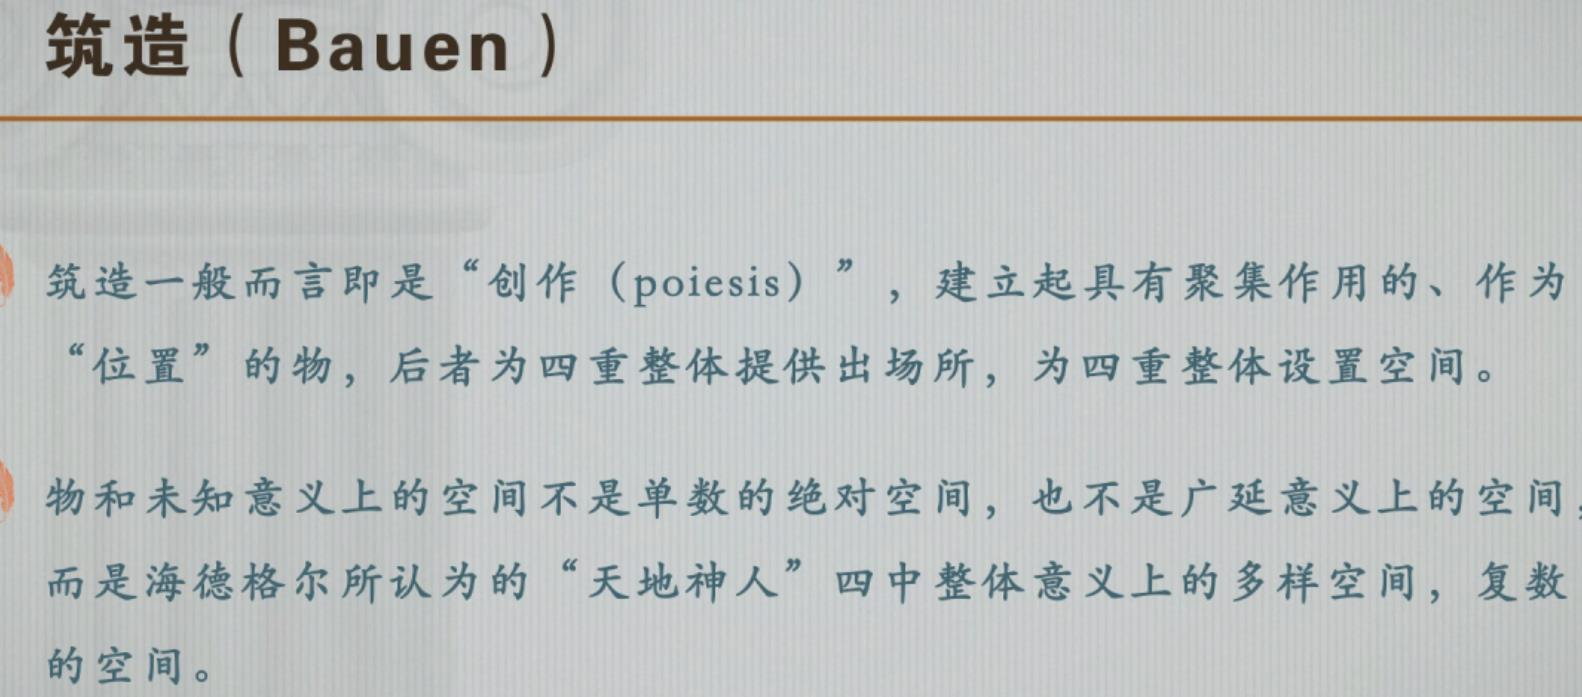 筑造（Bauen）
筑造一般而言即是“创作（poiesis）”，建立起具有聚集作用的、作为
“位置”的物，后者为四重整体提供出场所，为四重整体设置空间。
物和未知意义上的空间不是单数的绝对空间，也不是广延意义上的空间，
而是海德格尔所认为的“天地神人”四中整体意义上的多样空间，复数
的空间。